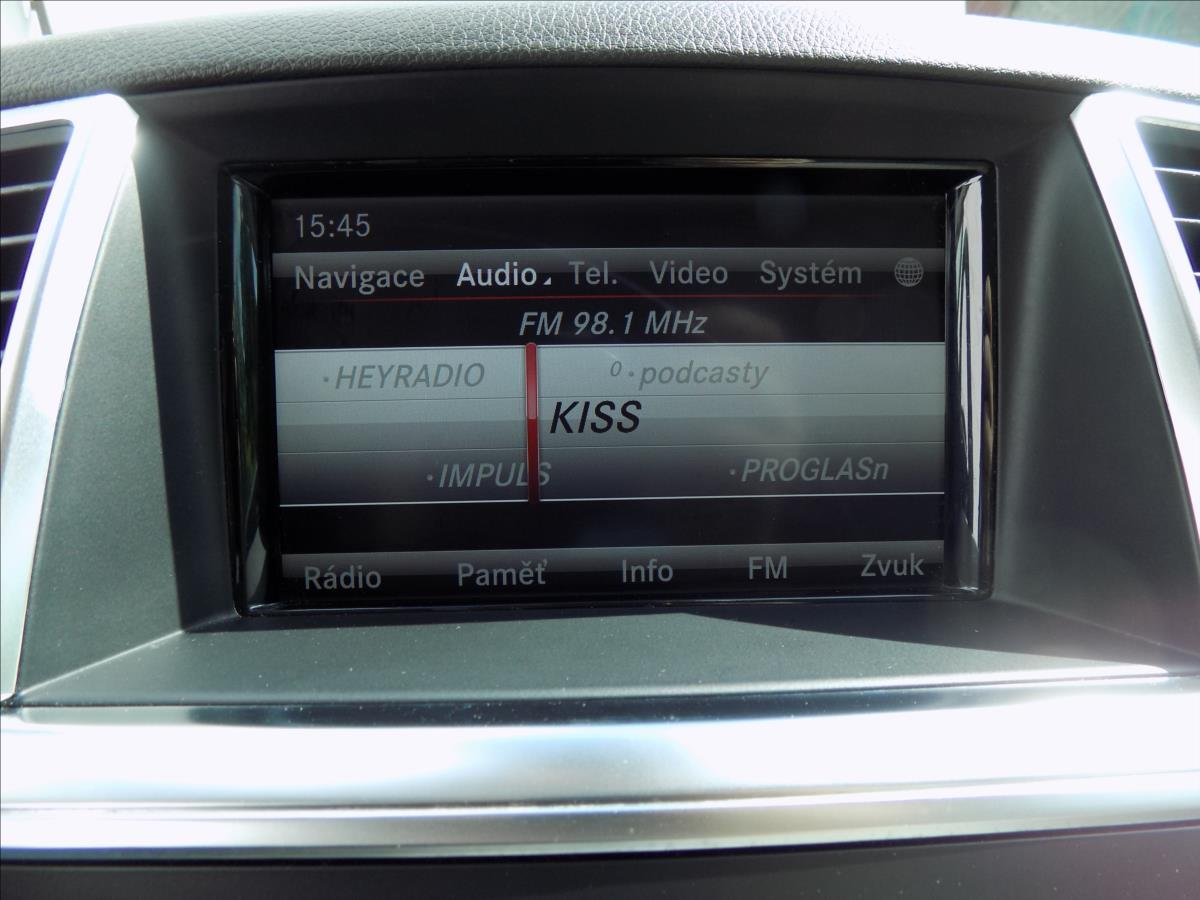 15:45
Navigace Audio Tel. Video Systém
FM 98.1 MHz
·HEYRADIO 0·podcasty
KISS
·IMPULS ·PROGLASn
Rádio Paměť Info FM Zvuk